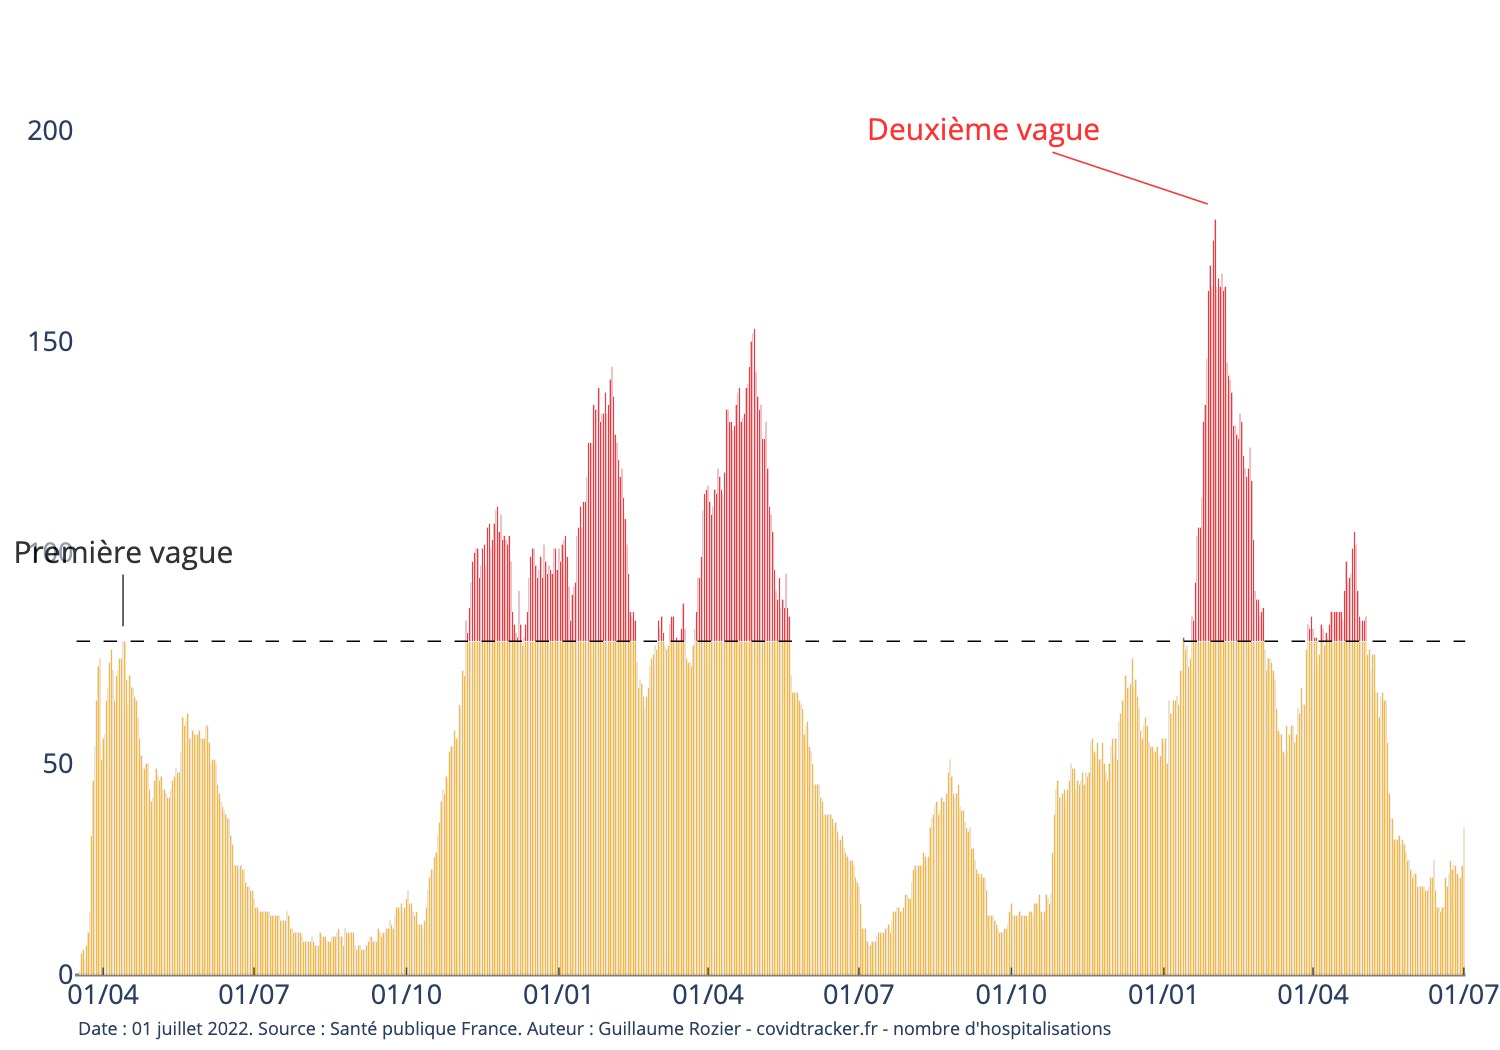 200
Deuxième vague
150
100
Première vague
50
0
01/04 01/07 01/10 01/01 01/04 01/07 01/10 01/01 01/04 01/07
Date : 01 juillet 2022. Source : Santé publique France. Auteur : Guillaume Rozier - covidtracker.fr - nombre d'hospitalisations